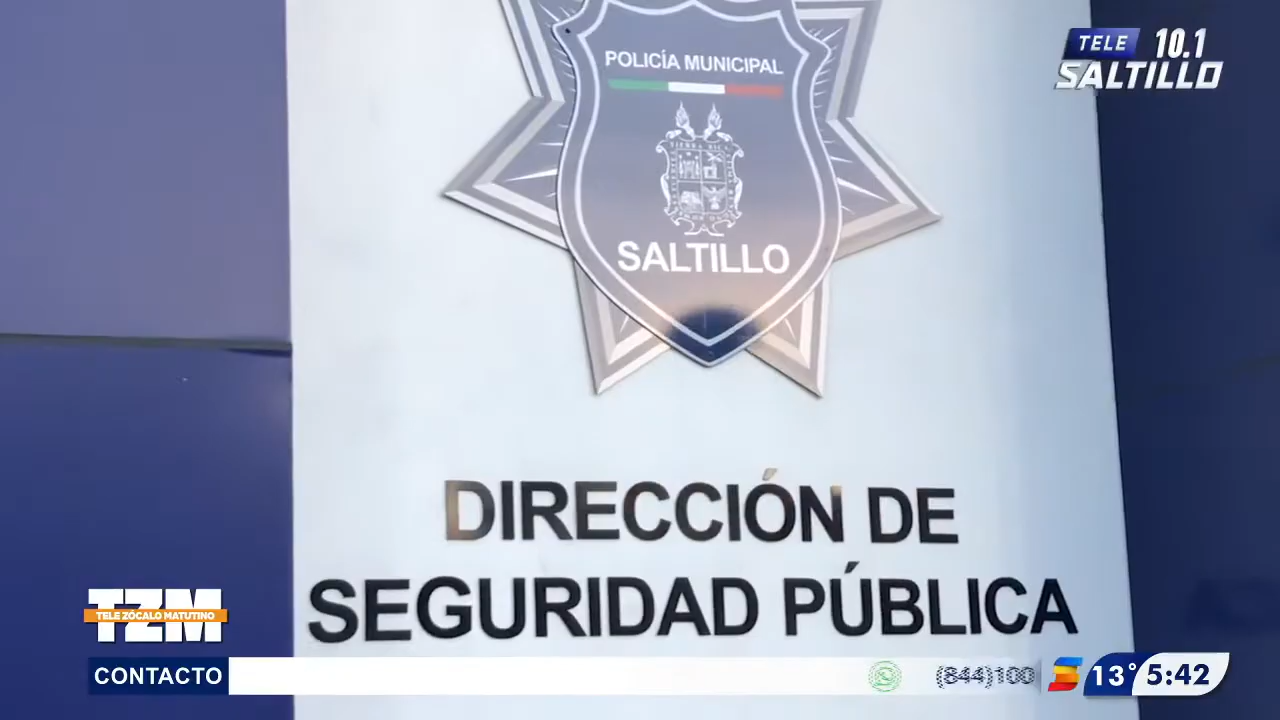 POLICÍA MUNICIPAL
SALTILLO
DIRECCIÓN DE
SEGURIDAD PÚBLICA
TELE 10.1
SALTILLO
TZM
TELE ZÓCALO MATUTINO
CONTACTO
(844)100
13° 5:42